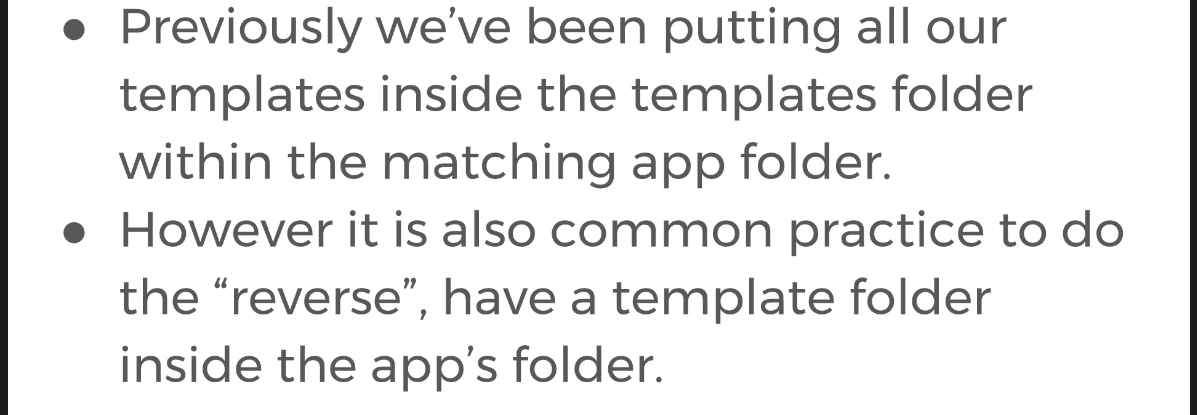 ● Previously we’ve been putting all our
templates inside the templates folder
within the matching app folder.
● However it is also common practice to do
the “reverse”, have a template folder
inside the app’s folder.